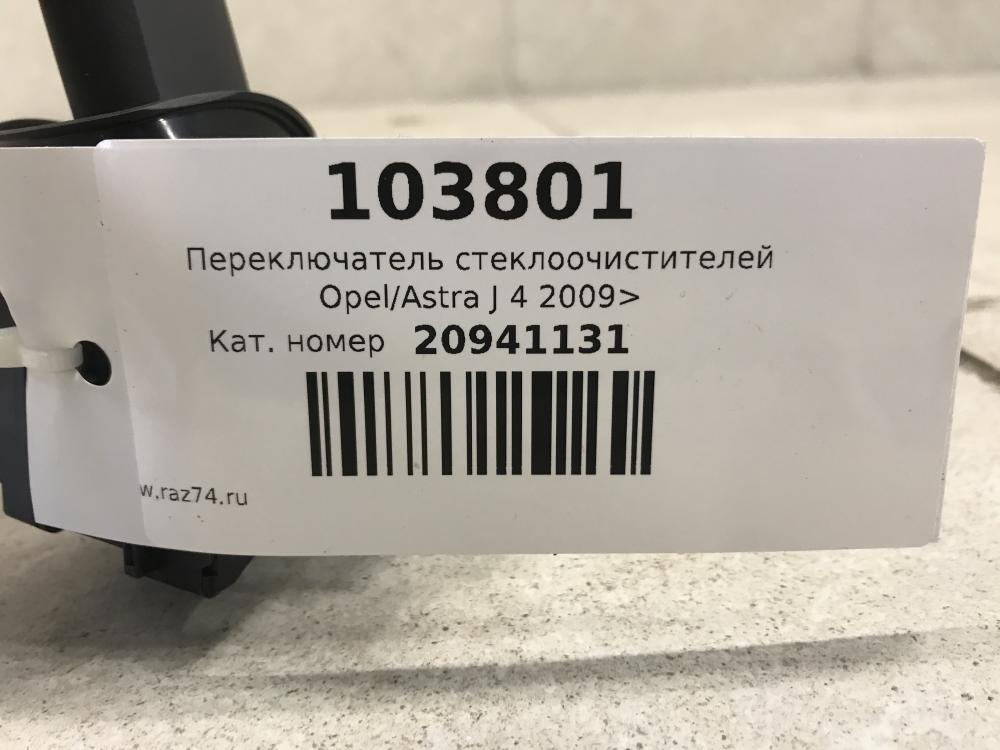 103801
Переключатель стеклоочистителей
Opel/Astra J 4 2009>
Кат. номер 20941131
w.raz74.ru